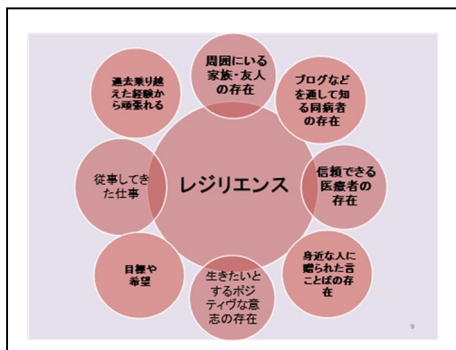 周囲にいる
家族・友人
の存在
ブログなど
を通して知
る同病者
の存在
信頼できる
医療者の
存在
身近な人に
贈られた言
ことばの存
在
生きたいと
するポジ
ティヴな意
志の存在
目標や
希望
従事してき
た仕事
過去乗り越
えた経験か
ら頑張れる
レジリエンス
9